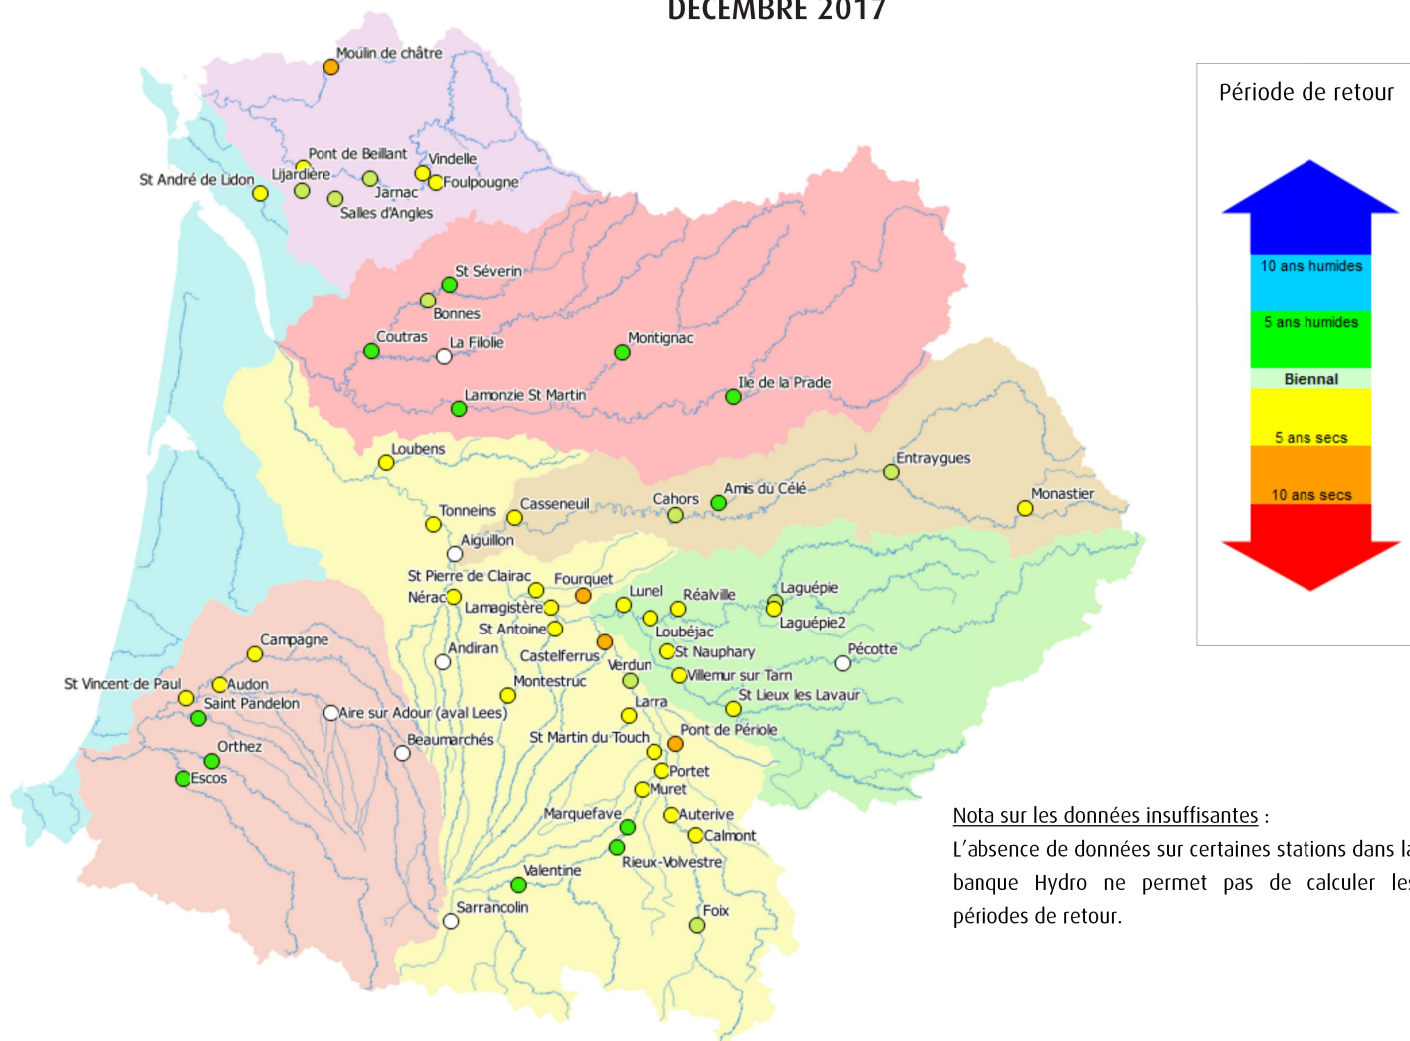 DÉCEMBRE 2017
Moulin de châtre
Pont de Beillant
Vindelle
Lijardière
St André de Lidon
Jarnac
Foulpougne
Salles d'Angles
St Séverin
Bonnes
Coutras
La Filolie
Montignac
Ile de la Prade
Lamonzie St Martin
Loubens
Entraygues
Amis du Célé
Cahors
Monastier
Casseneuil
Tonneins
Aiguillon
St Pierre de Clairac
Fourquet
Laguépie
Nérac
Lamagistère
Lunel
Réalville
Laguépie2
St Antoine
Loubéjac
Campagne
Andiran
Castelferrus
St Nauphary
Pécotte
Verdun
St Vincent de Paul
Audon
Montestruc
Villemur sur Tarn
Saint Pandelon
St Lieux les Lavaur
Aire sur Adour (aval Lees)
Larra
Pont de Périole
Orthez
Beaumarchés
St Martin du Touch
Escos
Portet
Muret
Marquefave
Auterive
Calmont
Rieux-Volvestre
Valentine
Sarrancolin
Foix
Période de retour
10 ans humides
5 ans humides
Biennal
5 ans secs
10 ans secs
Nota sur les données insuffisantes :
L'absence de données sur certaines stations dans la
banque Hydro ne permet pas de calculer les
périodes de retour.